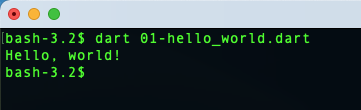 bash-3.2$ dart 01-hello_world.dart
Hello, world!
bash-3.2$